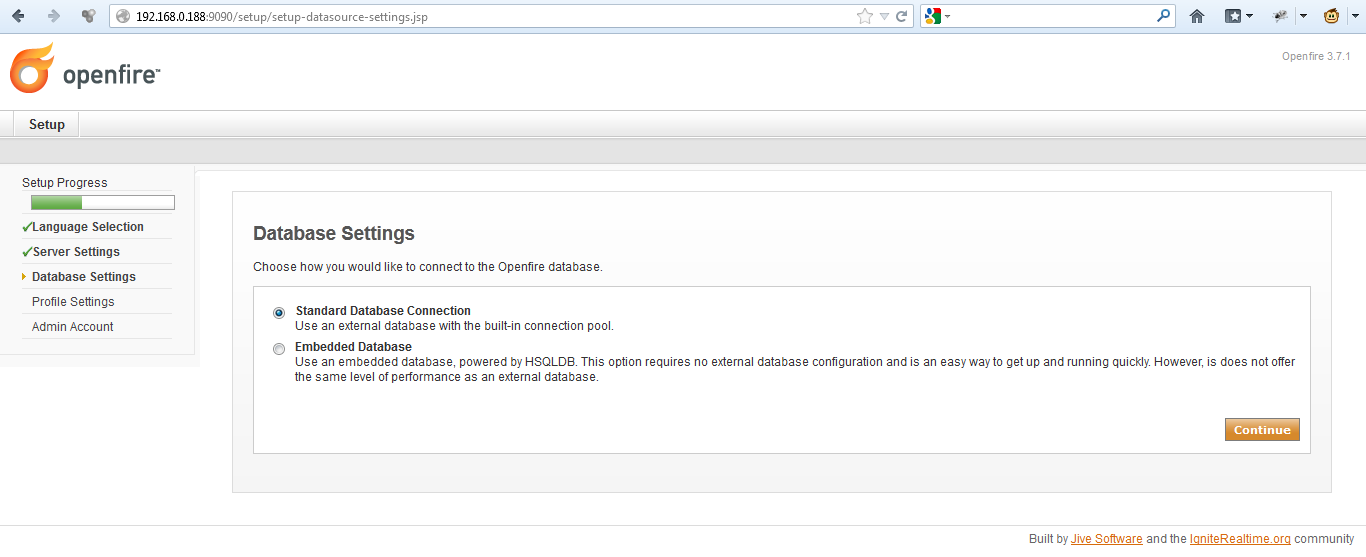 192.168.0.188:9090/setup/setup-datasource-settings.jsp
openfire™
Openfire 3.7.1
Setup
Setup Progress
Language Selection
Server Settings
Database Settings
Profile Settings
Admin Account
Database Settings
Choose how you would like to connect to the Openfire database.
Standard Database Connection
Use an external database with the built-in connection pool.
Embedded Database
Use an embedded database, powered by HSQLDB. This option requires no external database configuration and is an easy way to get up and running quickly. However, is does not offer
the same level of performance as an external database.
Continue
Built by Jive Software and the IgniteRealtime.org community